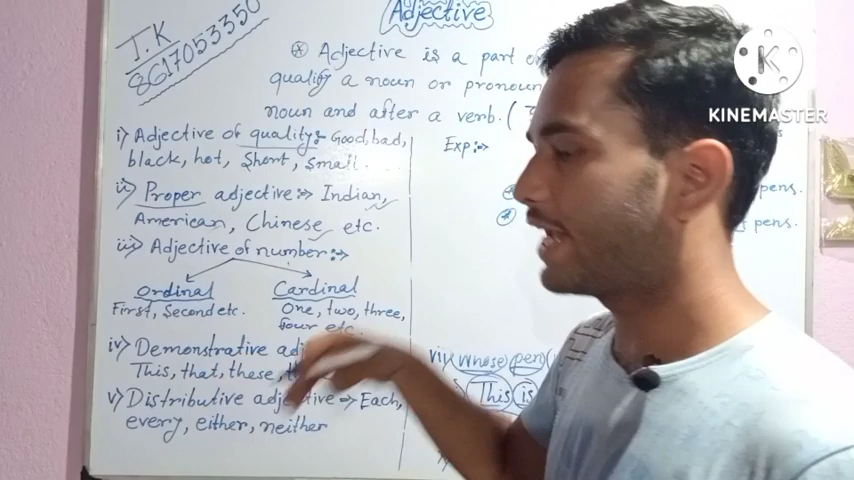 Adjective
T.K
8617053350
⊛ Adjective is a part
quality a noun or pronoun
noun and after a verb. (
i) Adjective of quality:- Good, bad,
black, hot, Short, small....
ii) Proper adjective:-> Indian,
American, Chinese etc.
iii) Adjective of number:->
Ordinal Cardinal
First, Second etc. One, two, three,
four etc.
iv) Demonstrative
This, that, these,
v) Distributive adjective -> Each,
every, either, neither
Exp:->
pens.
pens.
vi) Whose pen
This is
KINEMASTER